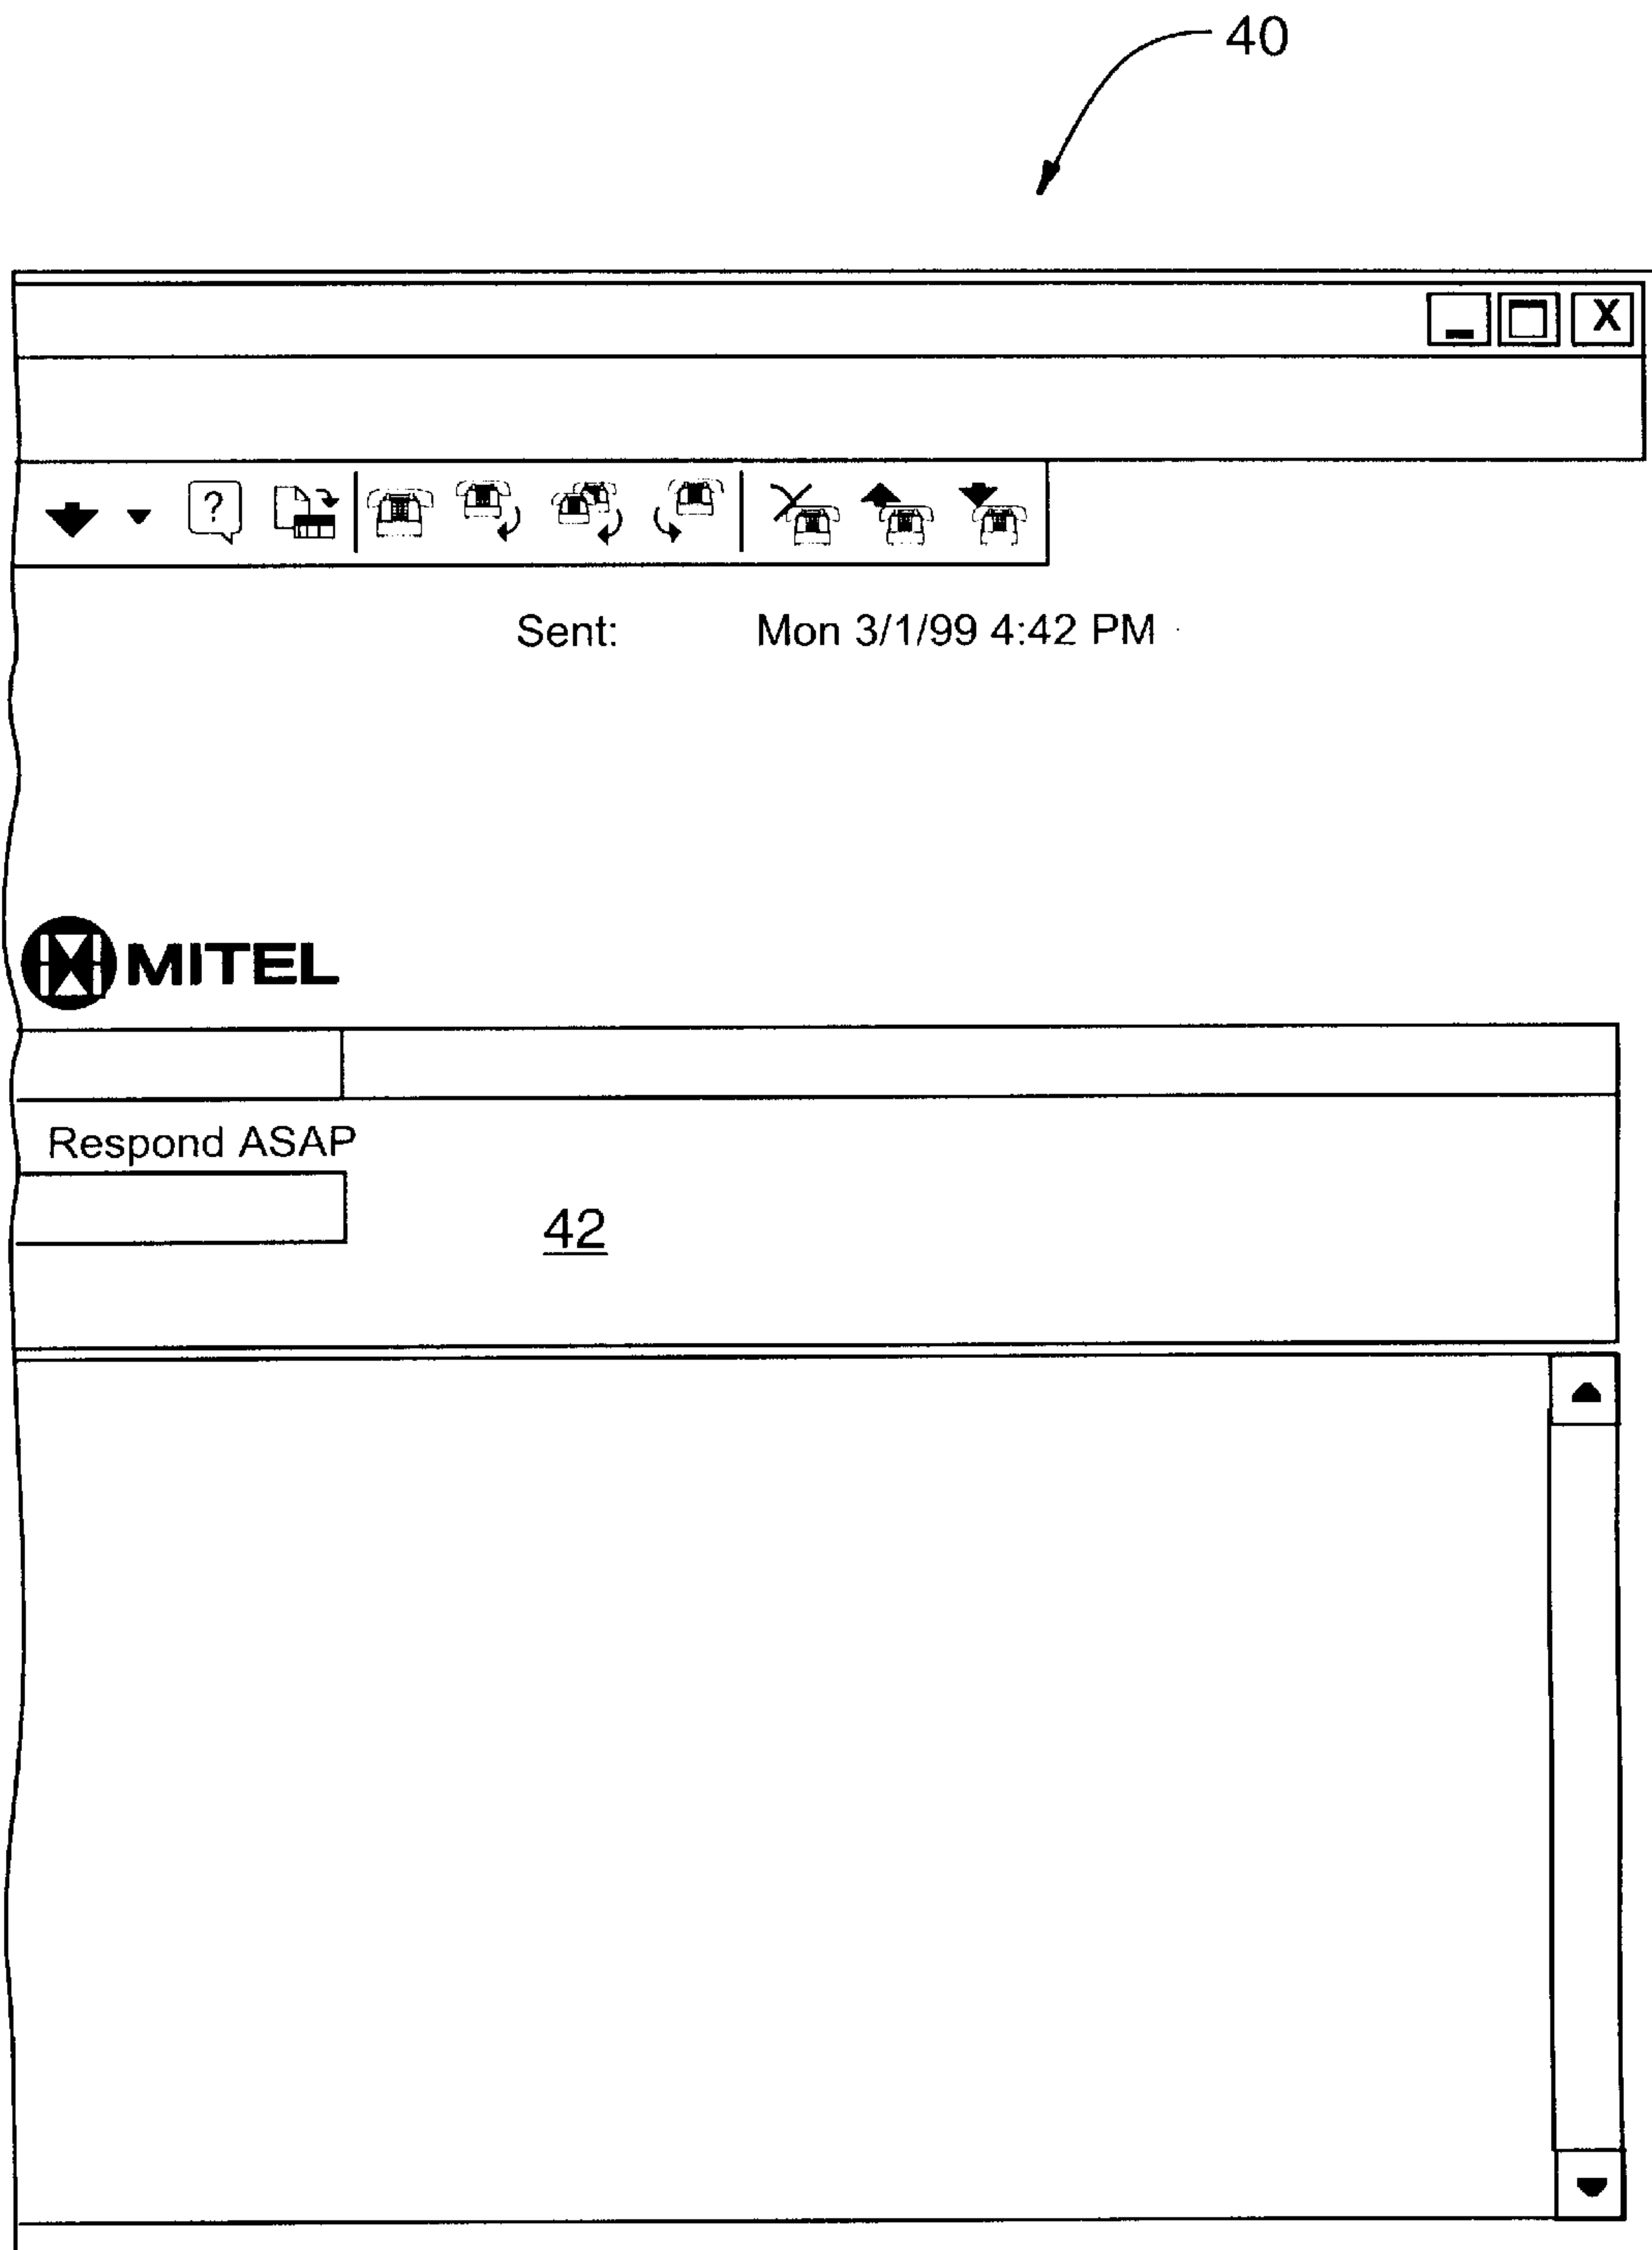 40
X
?
Sent: Mon 3/1/99 4:42 PM
MITEL
Respond ASAP
42